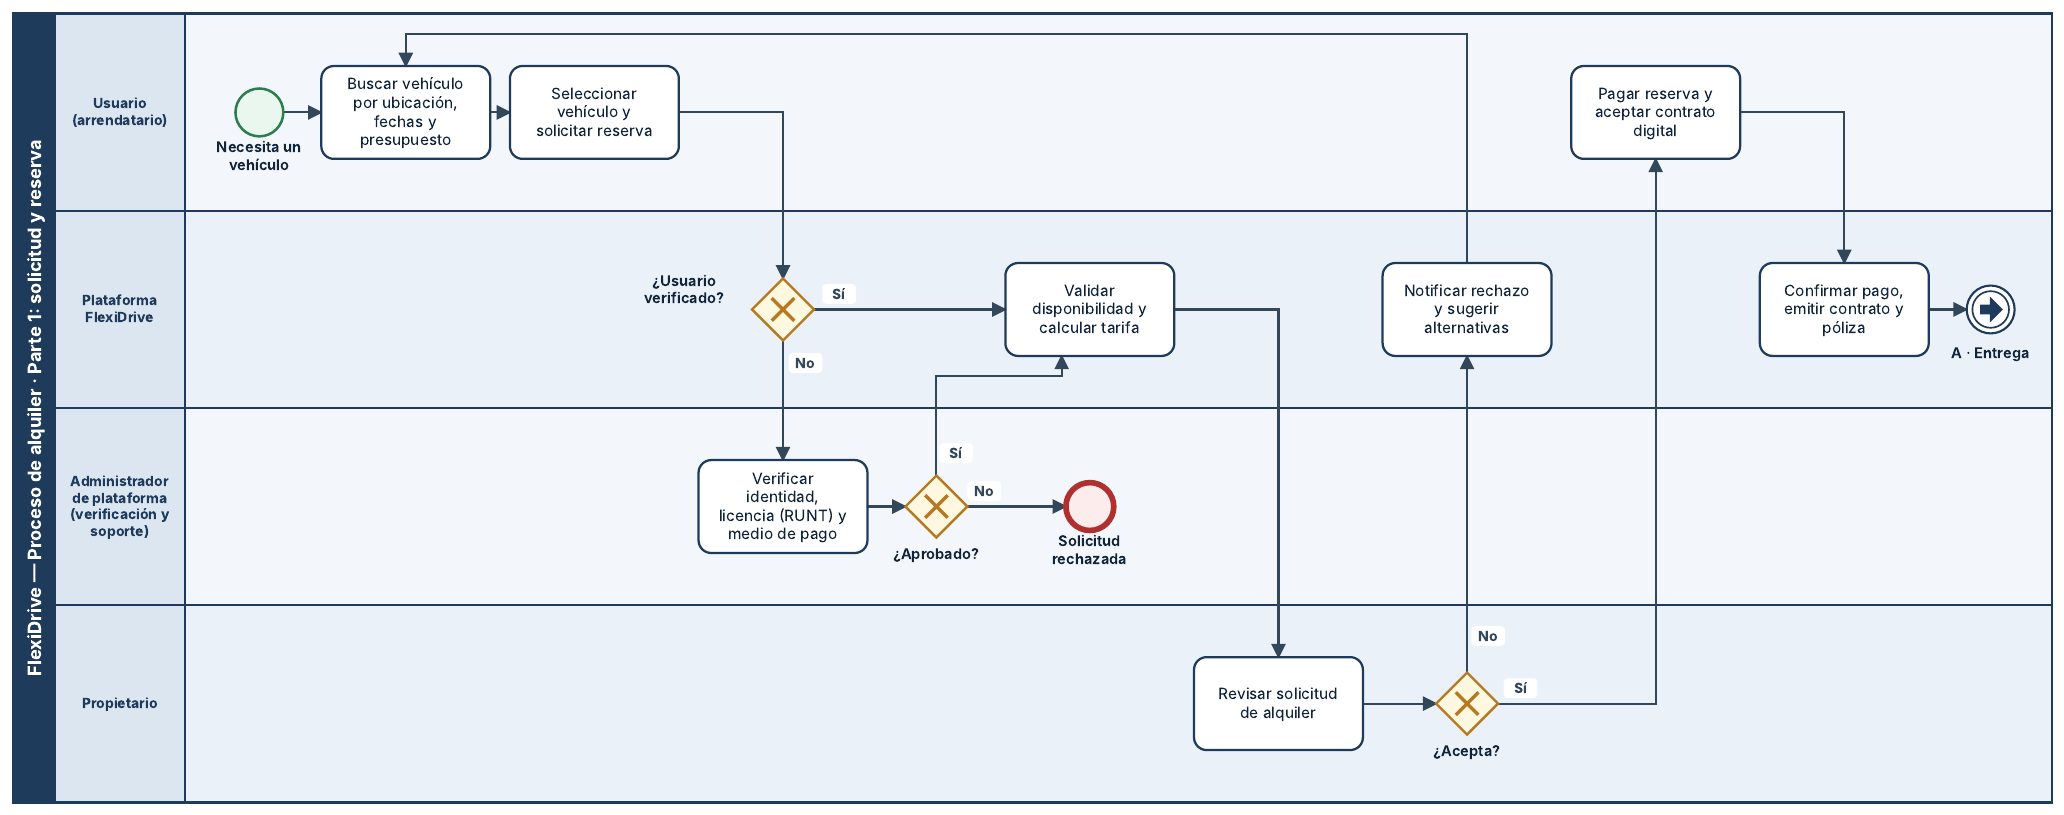 FlexiDrive — Proceso de alquiler · Parte 1: solicitud y reserva
Usuario
(arrendatario)
Necesita un
vehículo
Buscar vehículo
por ubicación,
fechas y
presupuesto
Seleccionar
vehículo y
solicitar reserva
Pagar reserva y
aceptar contrato
digital
Plataforma
FlexiDrive
¿Usuario
verificado?
Sí
No
Validar
disponibilidad y
calcular tarifa
Notificar rechazo
y sugerir
alternativas
Confirmar pago,
emitir contrato y
póliza
A · Entrega
Administrador
de plataforma
(verificación y
soporte)
Verificar
identidad,
licencia (RUNT) y
medio de pago
Sí
No
¿Aprobado?
Solicitud
rechazada
Propietario
Revisar solicitud
de alquiler
No
Sí
¿Acepta?